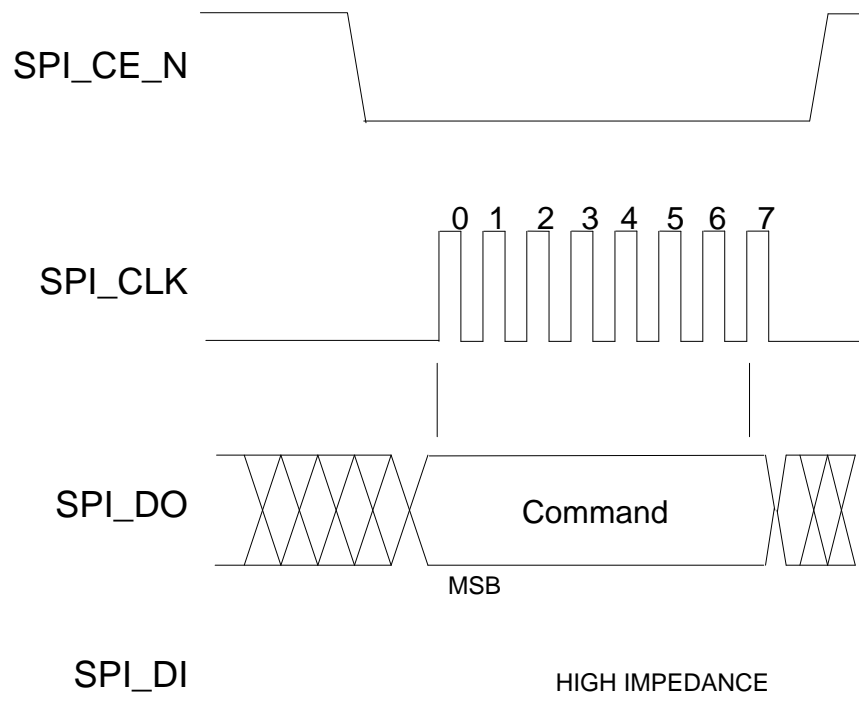 SPI_CE_N
0 1 2 3 4 5 6 7
SPI_CLK
SPI_DO
Command
MSB
SPI_DI
HIGH IMPEDANCE